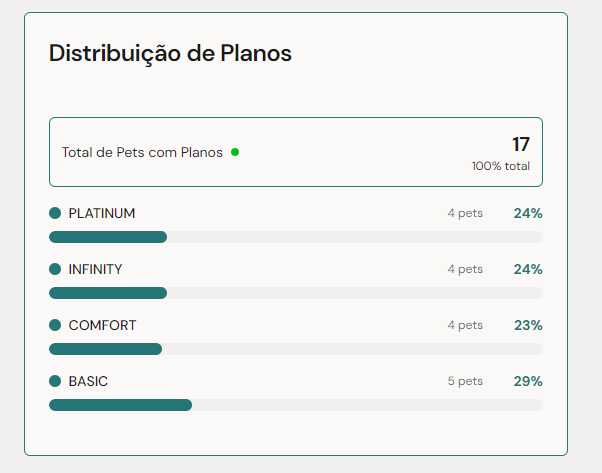 Distribuição de Planos
Total de Pets com Planos
17
100% total
PLATINUM 4 pets 24%
INFINITY 4 pets 24%
COMFORT 4 pets 23%
BASIC 5 pets 29%